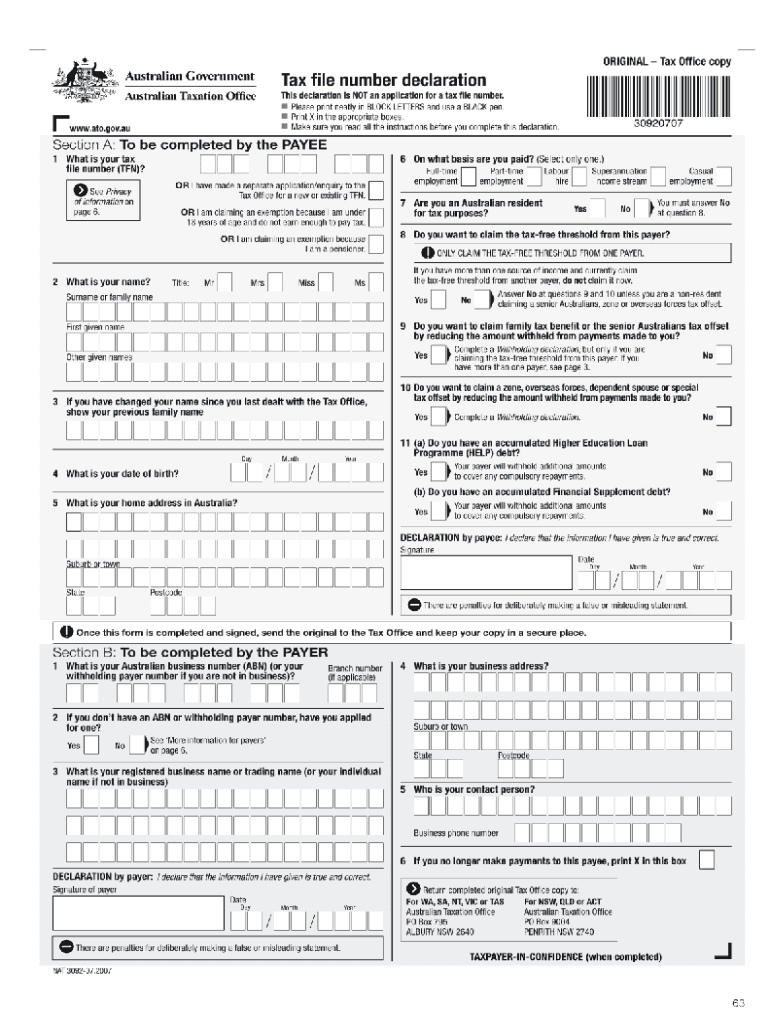 ORIGINAL – Tax Office copy
Australian Government
Australian Taxation Office
www.ato.gov.au
Tax file number declaration
This declaration is NOT an application for a tax file number.
Please print neatly in BLOCK LETTERS and use a BLACK pen.
Print X in the appropriate boxes.
Make sure you read all the instructions before you complete this declaration.
30920707
Section A: To be completed by the PAYEE
1 What is your tax
file number (TFN)?
See Privacy
of information on
page 6.
OR I have made a separate application/enquiry to the
Tax Office for a new or existing TFN.
OR I am claiming an exemption because I am under
18 years of age and do not earn enough to pay tax.
OR I am claiming an exemption because
I am a pensioner.
2 What is your name? Title: Mr Mrs Miss Ms
Surname or family name
First given name
Other given names
3 If you have changed your name since you last dealt with the Tax Office,
show your previous family name
Day Month Year
4 What is your date of birth? / /
5 What is your home address in Australia?
Suburb or town
State Postcode
6 On what basis are you paid? (Select only one.)
Full-time Part-time Labour Superannuation Casual
employment employment hire income stream employment
7 Are you an Australian resident
for tax purposes? Yes No
You must answer No
at question 8.
8 Do you want to claim the tax-free threshold from this payer?
ONLY CLAIM THE TAX-FREE THRESHOLD FROM ONE PAYER.
If you have more than one source of income and currently claim
the tax-free threshold from another payer, do not claim it now.
Yes No
Answer No at questions 9 and 10 unless you are a non-res dent
claiming a senior Australians, zone or overseas forces tax offset.
9 Do you want to claim family tax benefit or the senior Australians tax offset
by reducing the amount withheld from payments made to you?
Yes
Complete a Withholding declaration, but only if you are
claiming the tax-free threshold from this payer. If you
have more than one payer, see page 3.
No
10 Do you want to claim a zone, overseas forces, dependent spouse or special
tax offset by reducing the amount withheld from payments made to you?
Yes Complete a Withholding declaration. No
11 (a) Do you have an accumulated Higher Education Loan
Programme (HELP) debt?
Yes
Your payer will withhold additional amounts
to cover any compulsory repayments.
No
(b) Do you have an accumulated Financial Supplement debt?
Yes
Your payer will withhold additional amounts
to cover any compulsory repayments.
No
DECLARATION by payee: I declare that the information I have given is true and correct.
Signature
Date
Day Month Year
/ /
There are penalties for deliberately making a false or misleading statement.
Once this form is completed and signed, send the original to the Tax Office and keep your copy in a secure place.
Section B: To be completed by the PAYER
1 What is your Australian business number (ABN) (or your
withholding payer number if you are not in business)?
Branch number
(if applicable)
2 If you don't have an ABN or withholding payer number, have you applied
for one?
Yes No
See 'More information for payers'
on page 6.
3 What is your registered business name or trading name (or your individual
name if not in business)
DECLARATION by payer: I declare that the information I have given is true and correct.
Signature of payer
Date
Day Month Year
/ /
There are penalties for deliberately making a false or misleading statement.
4 What is your business address?
Suburb or town
State Postcode
5 Who is your contact person?
Business phone number
6 If you no longer make payments to this payee, print X in this box
Return completed original Tax Office copy to:
For WA, SA, NT, VIC or TAS
Australian Taxation Office
PO Box 795
ALBURY NSW 2640
For NSW, QLD or ACT
Australian Taxation Office
PO Box 9004
PENRITH NSW 2740
TAXPAYER-IN-CONFIDENCE (when completed)
NAT 3092-07.2007
63